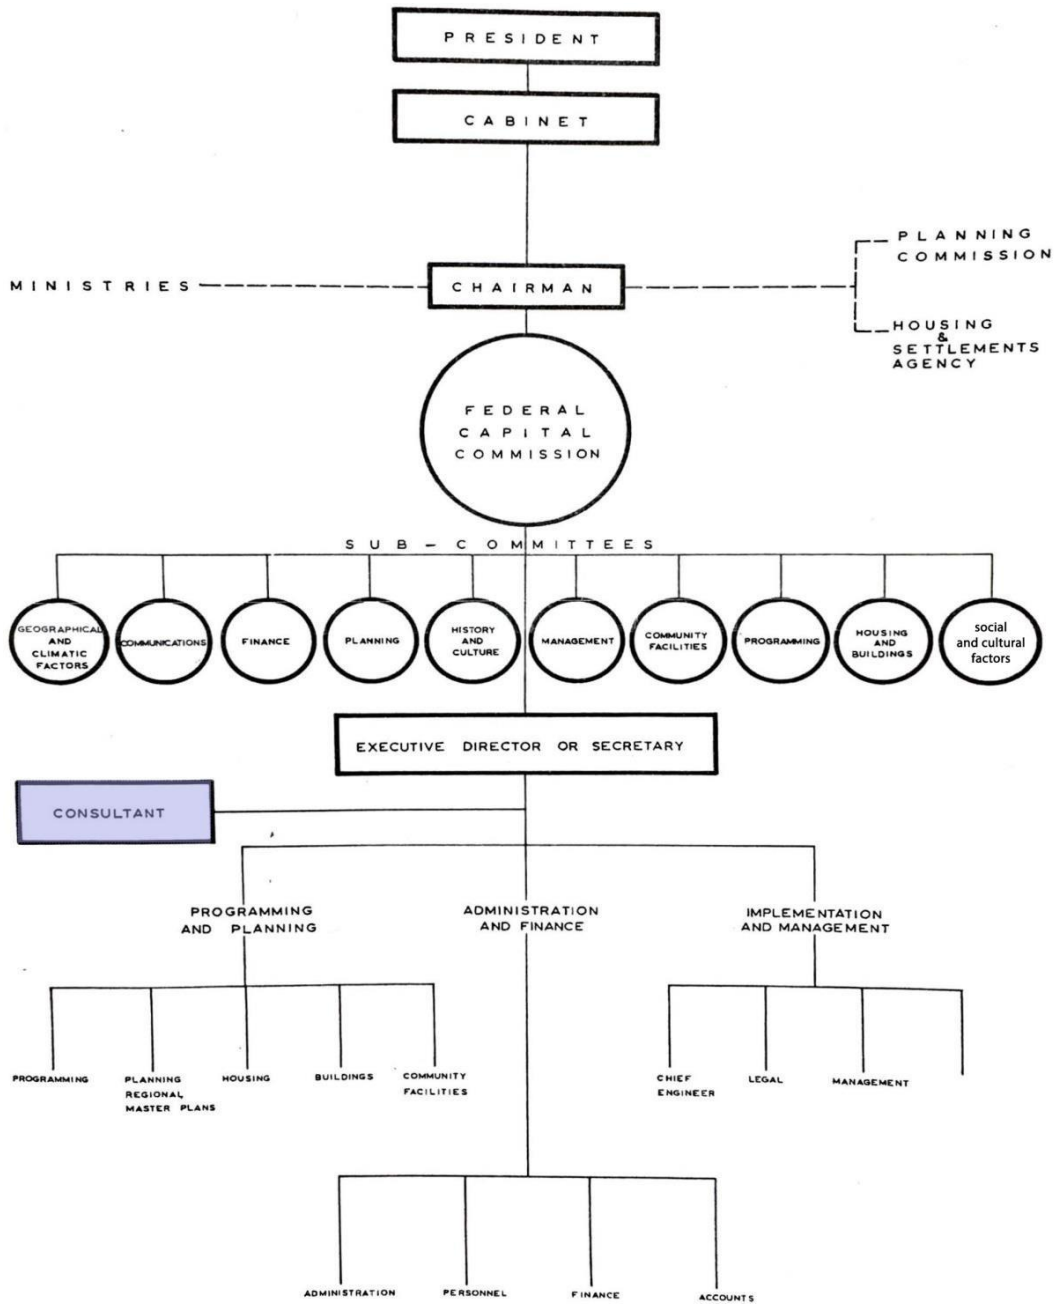 PRESIDENT
CABINET
PLANNING
COMMISSION
MINISTRIES
CHAIRMAN
HOUSING
&
SETTLEMENTS
AGENCY
FEDERAL
CAPITAL
COMMISSION
SUB-COMMITTEES
GEOGRAPHICAL
AND
CLIMATIC
FACTORS
COMMUNICATIONS
FINANCE
PLANNING
HISTORY
AND
CULTURE
MANAGEMENT
COMMUNITY
FACILITIES
PROGRAMMING
HOUSING
AND
BUILDINGS
social
and cultural
factors
EXECUTIVE DIRECTOR OR SECRETARY
CONSULTANT
PROGRAMMING
AND PLANNING
ADMINISTRATION
AND FINANCE
IMPLEMENTATION
AND MANAGEMENT
PROGRAMMING
PLANNING
REGIONAL
MASTER PLANS
HOUSING
BUILDINGS
COMMUNITY
FACILITIES
CHIEF
ENGINEER
LEGAL
MANAGEMENT
ADMINISTRATION
PERSONNEL
FINANCE
ACCOUNTS